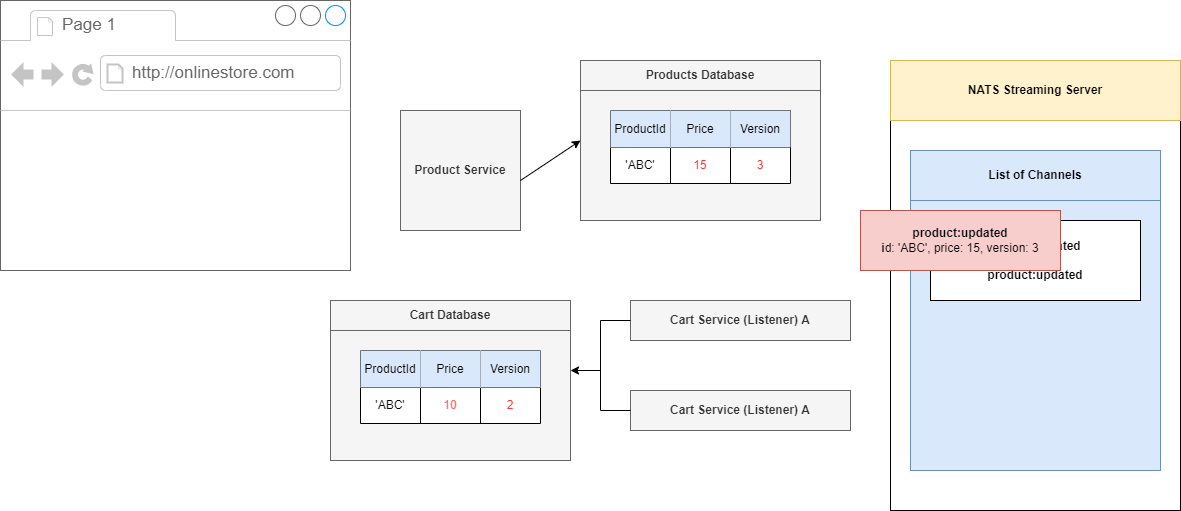 Page 1
http://onlinestore.com
Product Service
Products Database
ProductId Price Version
'ABC' 15 3
NATS Streaming Server
List of Channels
product:updated
id: 'ABC', price: 15, version: 3
product:updated
Cart Database
ProductId Price Version
'ABC' 10 2
Cart Service (Listener) A
Cart Service (Listener) A